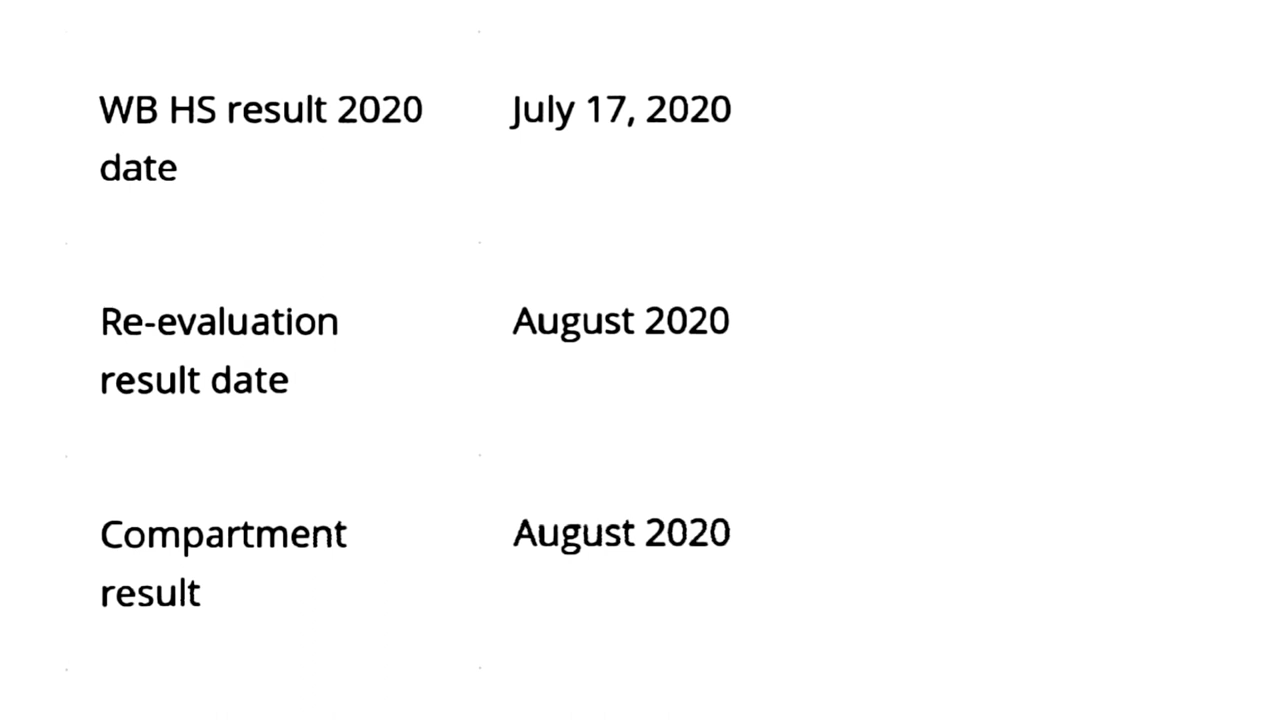 WB HS result 2020 July 17, 2020
date
Re-evaluation August 2020
result date
Compartment August 2020
result